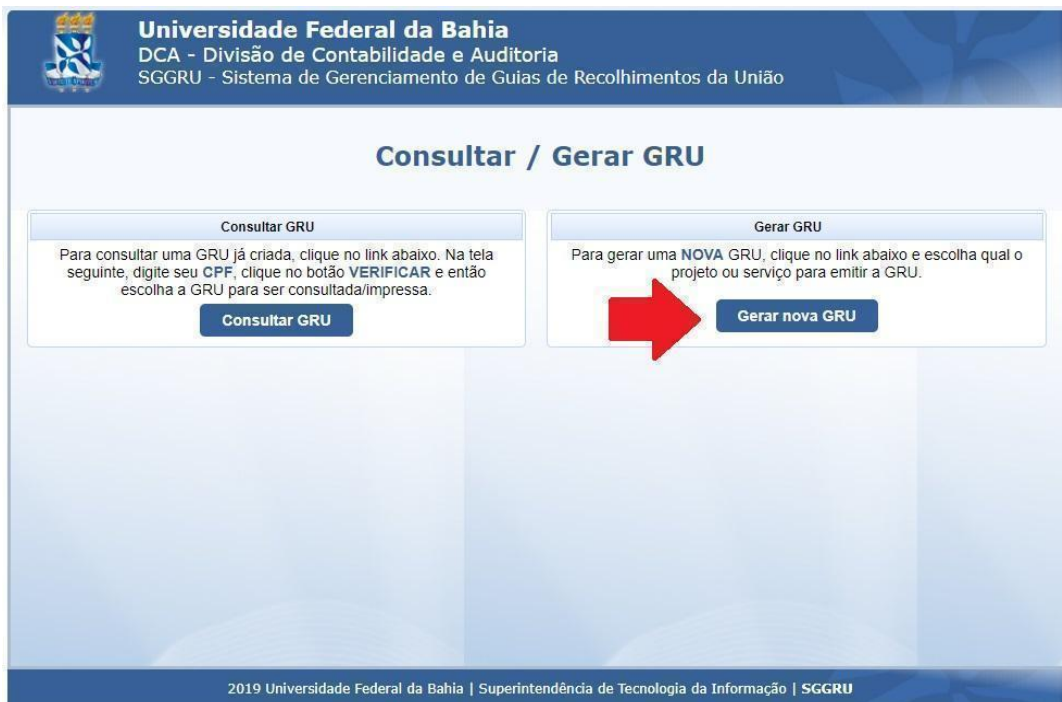 Universidade Federal da Bahia
DCA - Divisão de Contabilidade e Auditoria
SGGRU - Sistema de Gerenciamento de Guias de Recolhimentos da União
Consultar / Gerar GRU
Consultar GRU
Para consultar uma GRU já criada, clique no link abaixo. Na tela
seguinte, digite seu CPF, clique no botão VERIFICAR e então
escolha a GRU para ser consultada/impressa.
Consultar GRU
Gerar GRU
Para gerar uma NOVA GRU, clique no link abaixo e escolha qual o
projeto ou serviço para emitir a GRU.
Gerar nova GRU
2019 Universidade Federal da Bahia | Superintendência de Tecnologia da Informação | SGGRU